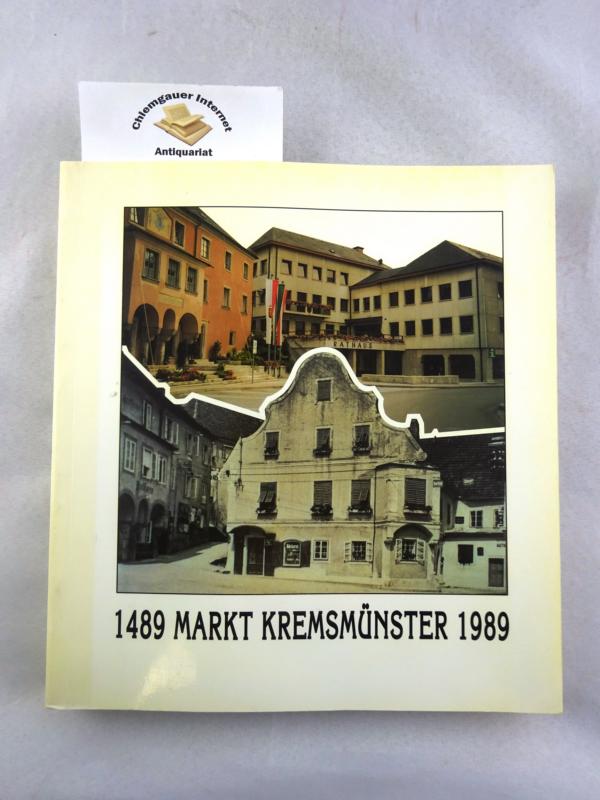 Chiemgauer Internet
Antiquariat
RATHAUS
1489 MARKT KREMSMÜNSTER 1989